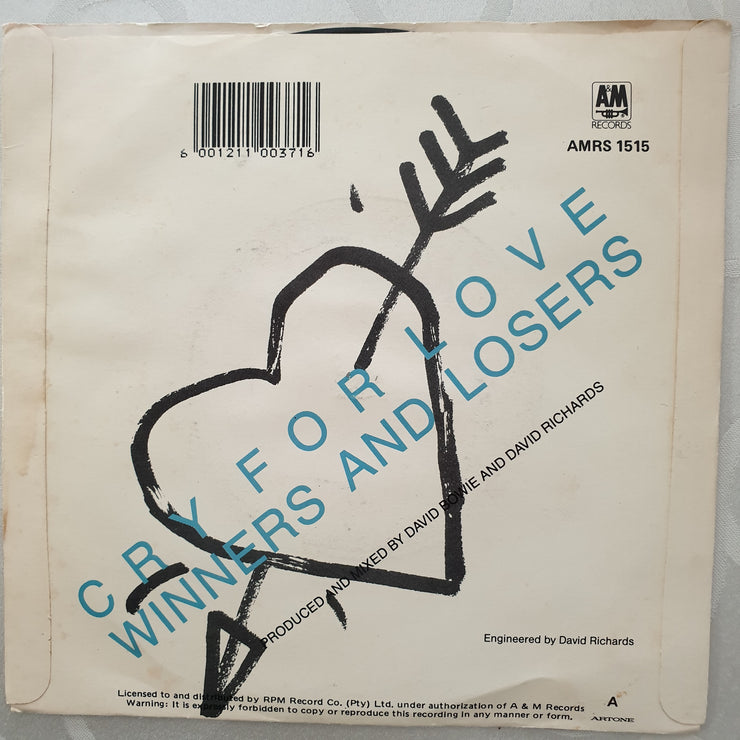 6 001211 003716
A&M
RECORDS
AMRS 1515
CRY FOR LOVE
WINNERS AND LOSERS
PRODUCED AND MIXED BY DAVID BOWIE AND DAVID RICHARDS
Engineered by David Richards
Licensed to and distributed by RPM Record Co. (Pty) Ltd. under authorization of A & M Records
Warning: It is expressly forbidden to copy or reproduce this recording in any manner or form.
A
ARTONE